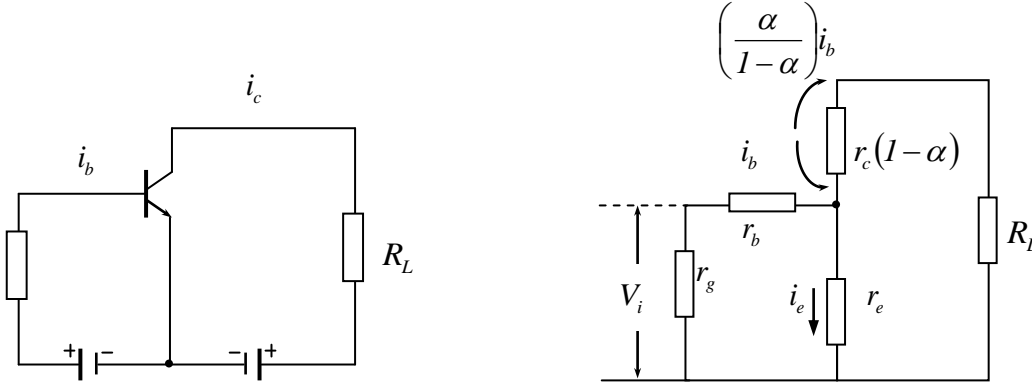 i_c
i_b
R_L
+ − − +
(α / 1−α) i_b
i_b
r_c(1−α)
r_b
R_L
r_g
V_i
i_e
r_e